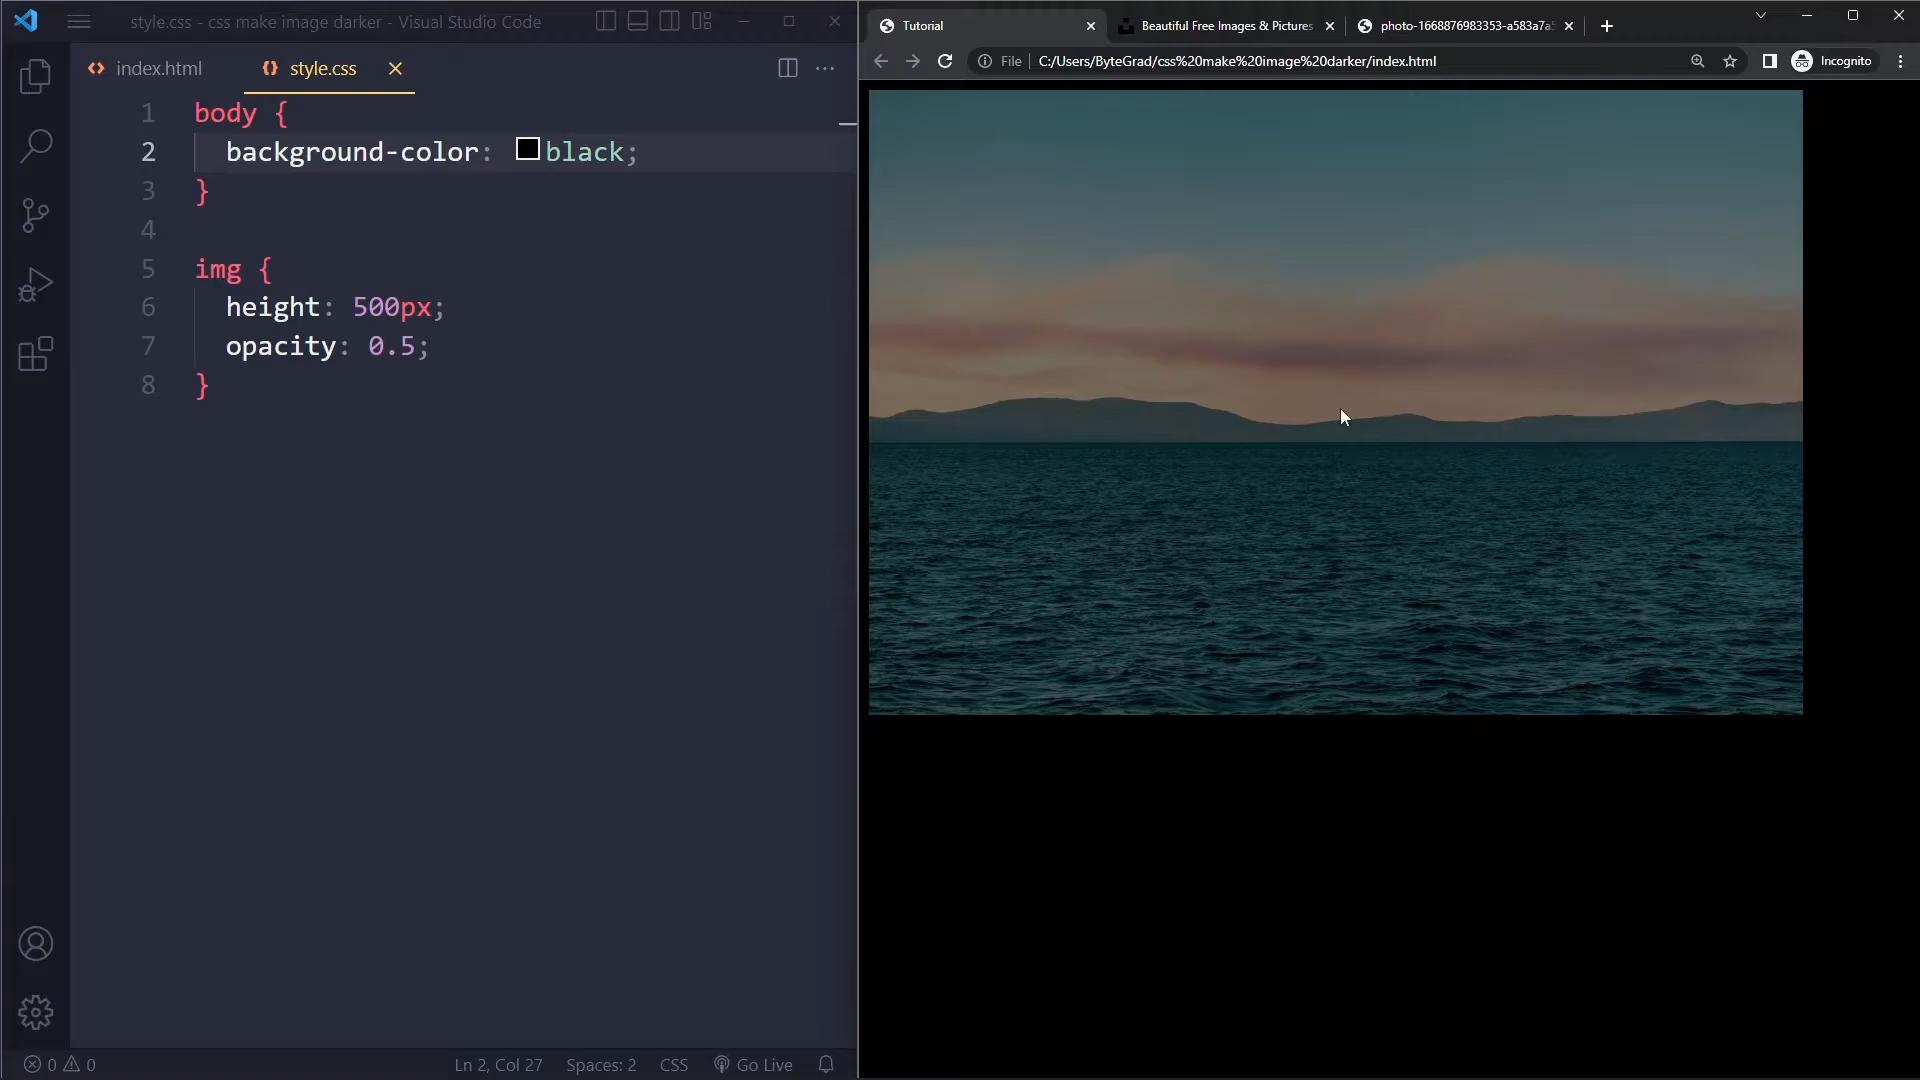 style.css - css make image darker - Visual Studio Code
index.html
style.css
1 body {
2 background-color: black;
3 }
4
5 img {
6 height: 500px;
7 opacity: 0.5;
8 }
0 0
Ln 2, Col 27
Spaces: 2
CSS
Go Live
Tutorial
Beautiful Free Images & Pictures
photo-1668876983353-a583a7a
File
C:/Users/ByteGrad/css%20make%20image%20darker/index.html
Incognito